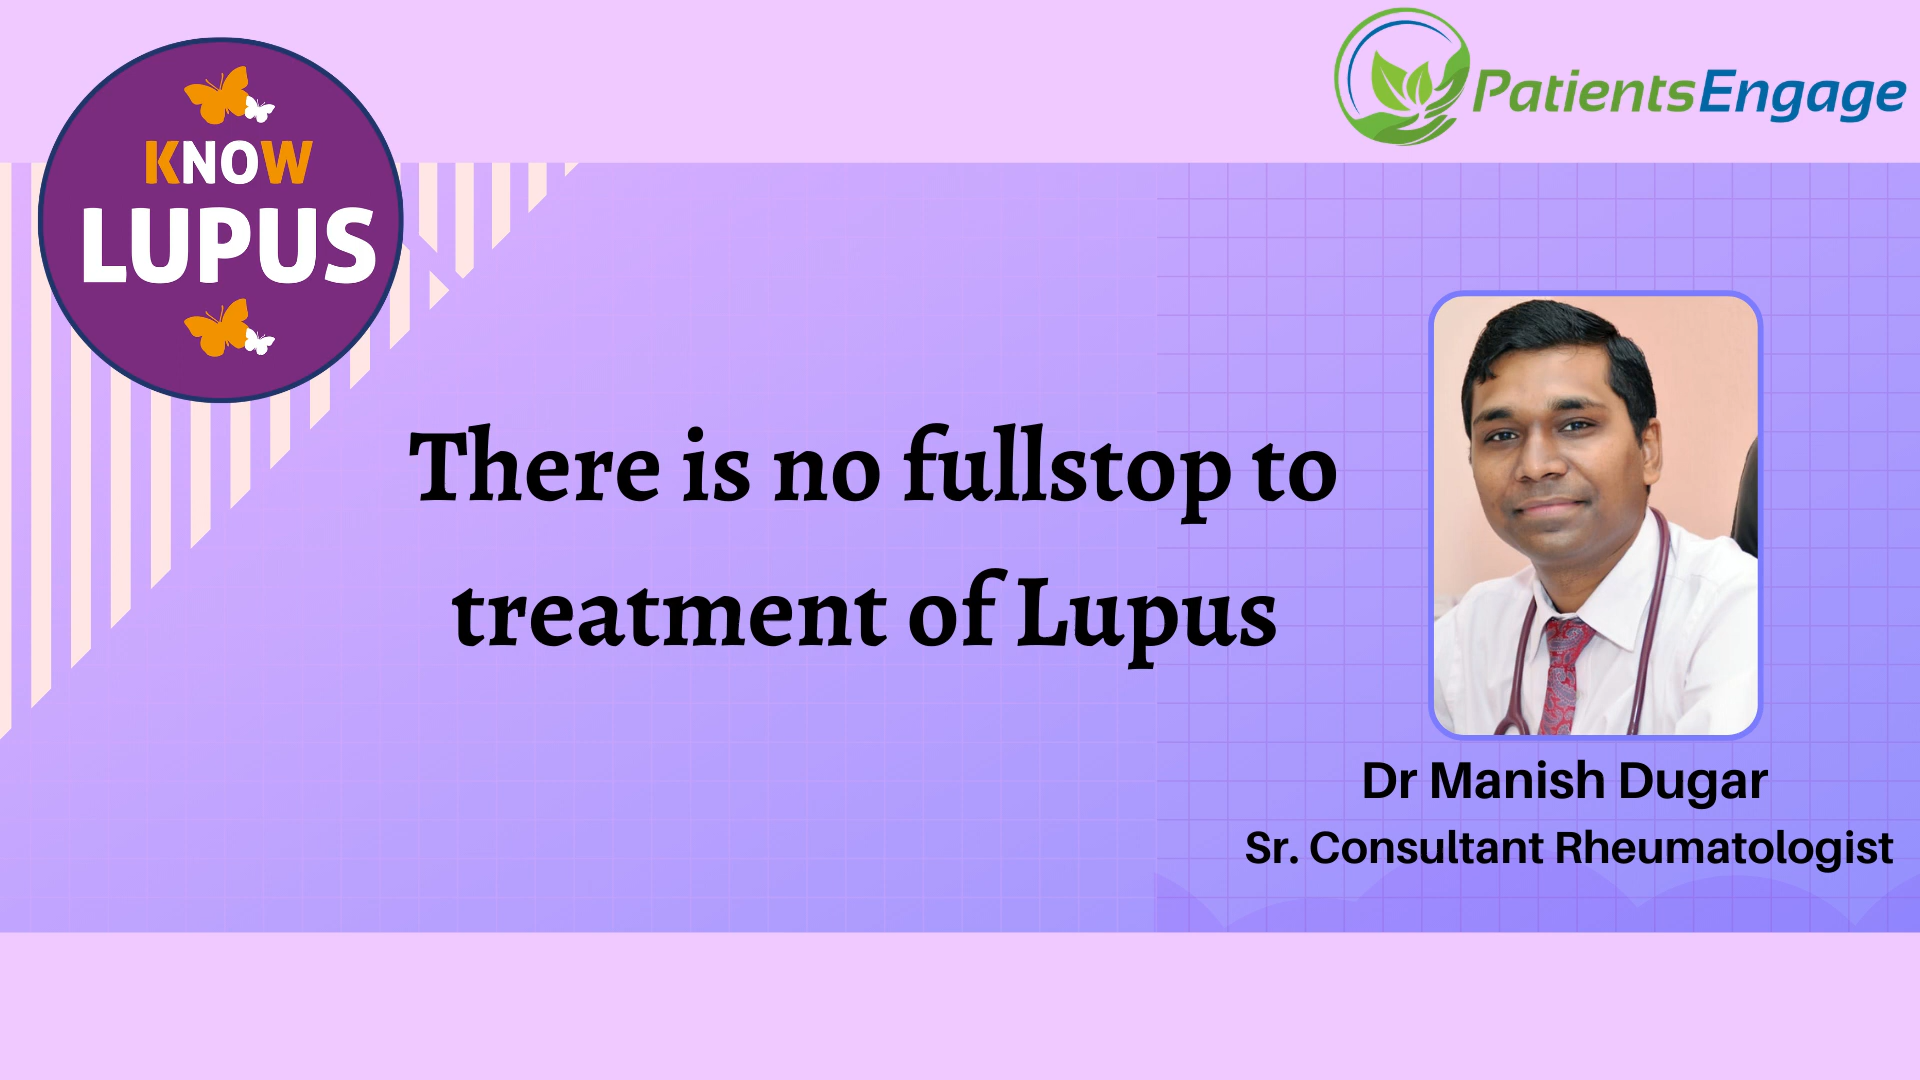 KNOW
LUPUS
PatientsEngage
There is no fullstop to
treatment of Lupus
Dr Manish Dugar
Sr. Consultant Rheumatologist